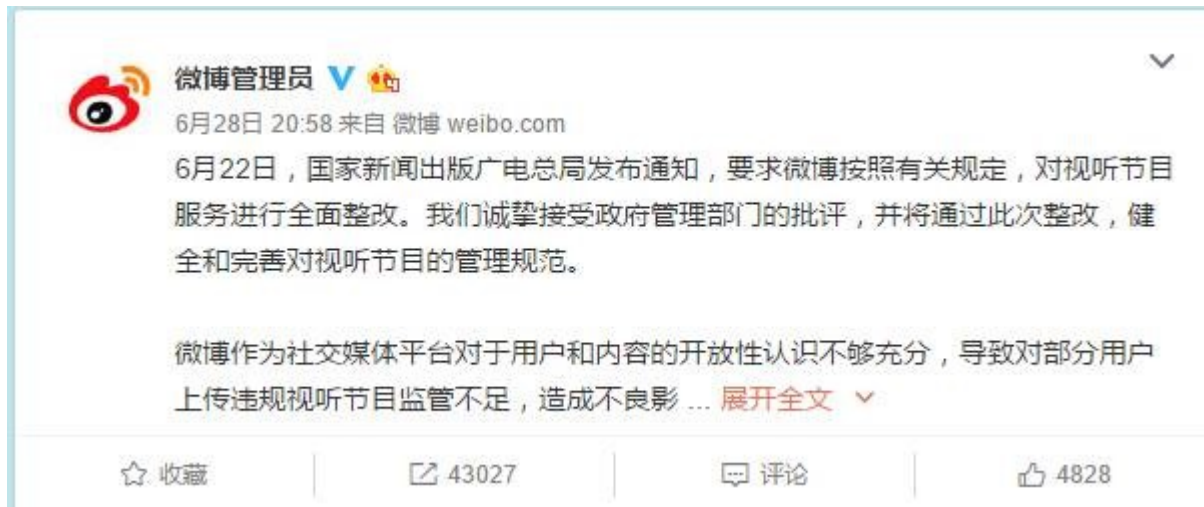 微博管理员
6月28日 20:58 来自 微博 weibo.com
6月22日，国家新闻出版广电总局发布通知，要求微博按照有关规定，对视听节目
服务进行全面整改。我们诚挚接受政府管理部门的批评，并将通过此次整改，健
全和完善对视听节目的管理规范。
微博作为社交媒体平台对于用户和内容的开放性认识不够充分，导致对部分用户
上传违规视听节目监管不足，造成不良影 ... 展开全文
收藏 43027 评论 4828